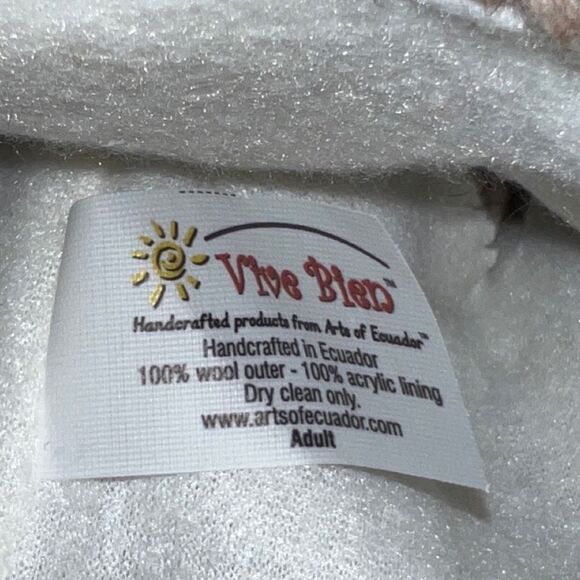 Vive Bien™
Handcrafted products from Arts of Ecuador™
Handcrafted in Ecuador
100% wool outer - 100% acrylic lining
Dry clean only.
www.artsofecuador.com
Adult